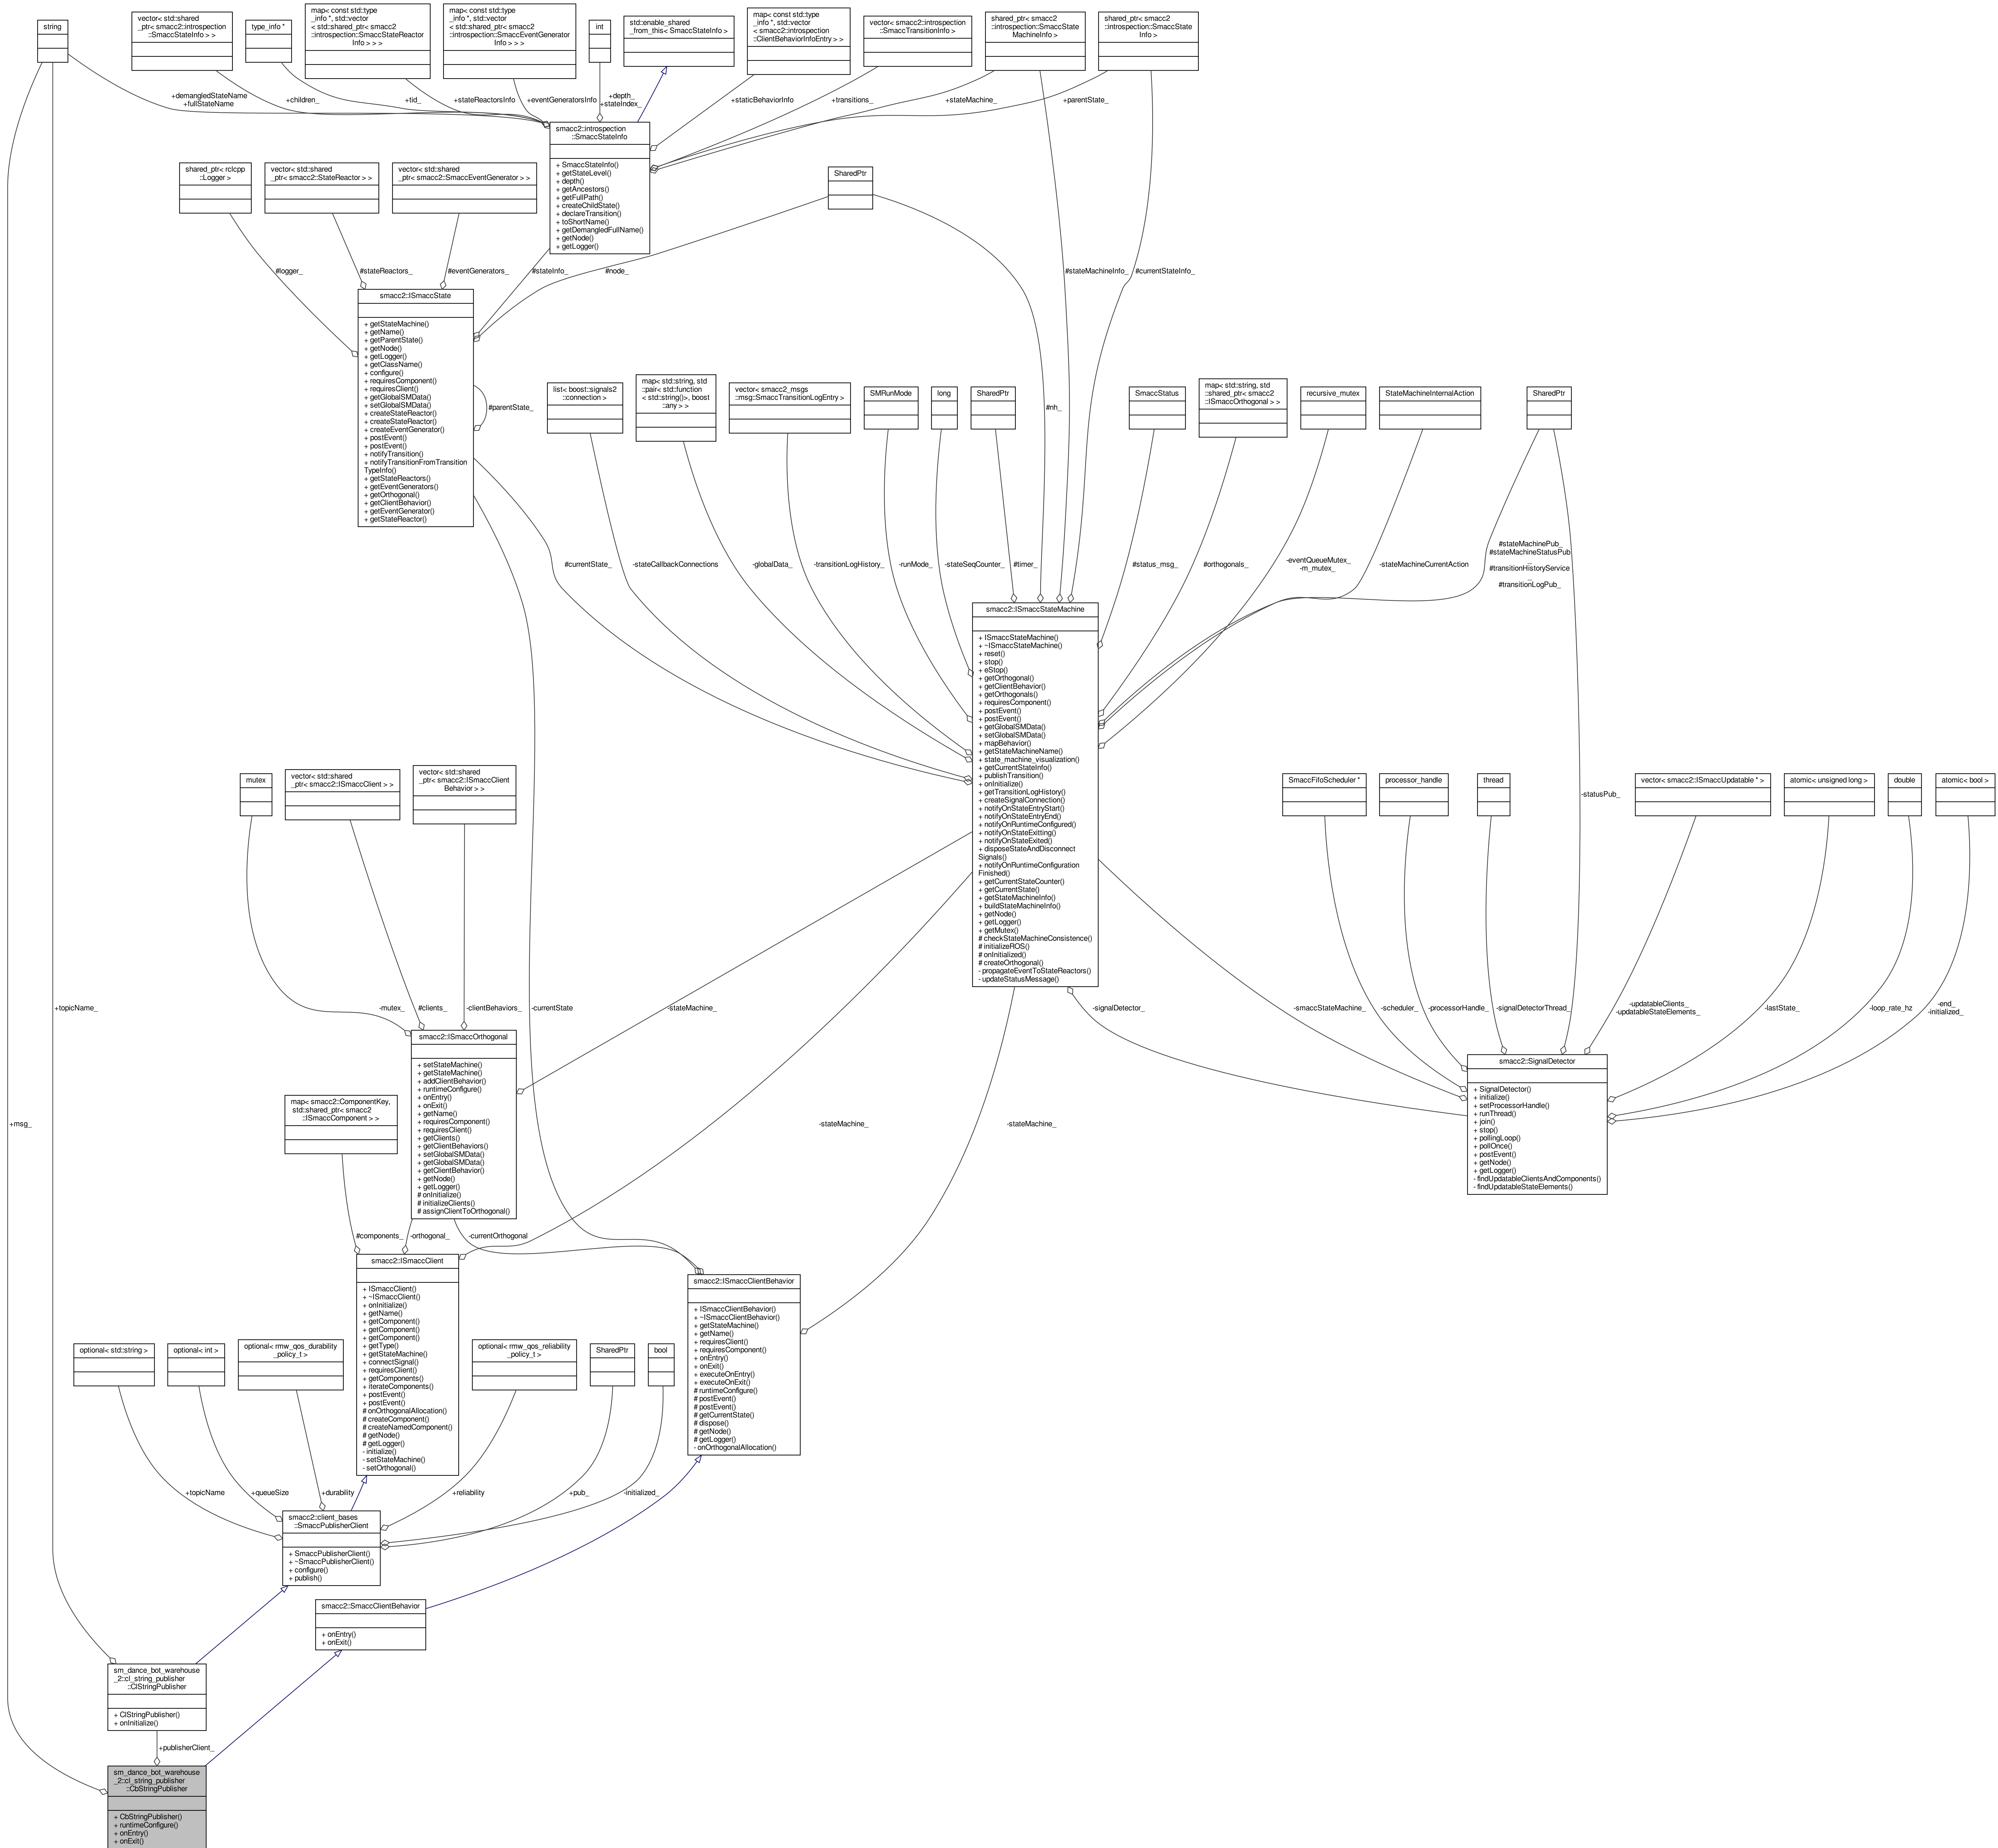 string
vector< std::shared
_ptr< smacc2::introspection
::SmaccStateInfo > >
type_info *
map< const std::type
_info *, std::vector
< std::shared_ptr< smacc2
::introspection::SmaccStateReactor
Info > > >
map< const std::type
_info *, std::vector
< std::shared_ptr< smacc2
::introspection::SmaccEventGenerator
Info > > >
int
std::enable_shared
_from_this< SmaccStateInfo >
map< const std::type
_info *, std::vector
< smacc2::introspection
::ClientBehaviorInfoEntry > >
vector< smacc2::introspection
::SmaccTransitionInfo >
shared_ptr< smacc2
::introspection::SmaccState
MachineInfo >
shared_ptr< smacc2
::introspection::SmaccState
Info >
+demangledStateName
+fullStateName
+children_
+tid_
+stateReactorsInfo
+eventGeneratorsInfo
+depth_
+stateIndex_
+staticBehaviorInfo
+transitions_
+stateMachine_
+parentState_
smacc2::introspection
::SmaccStateInfo
+ SmaccStateInfo()
+ getStateLevel()
+ depth()
+ getAncestors()
+ getFullPath()
+ createChildState()
+ declareTransition()
+ toShortName()
+ getDemangledFullName()
+ getNode()
+ getLogger()
shared_ptr< rclcpp
::Logger >
vector< std::shared
_ptr< smacc2::StateReactor > >
vector< std::shared
_ptr< smacc2::SmaccEventGenerator > >
SharedPtr
#logger_
#stateReactors_
#eventGenerators_
#stateInfo_
#node_
#stateMachineInfo_
#currentStateInfo_
smacc2::ISmaccState
+ getStateMachine()
+ getName()
+ getParentState()
+ getNode()
+ getLogger()
+ getClassName()
+ configure()
+ requiresComponent()
+ requiresClient()
+ getGlobalSMData()
+ setGlobalSMData()
+ createStateReactor()
+ createStateReactor()
+ createEventGenerator()
+ postEvent()
+ postEvent()
+ notifyTransition()
+ notifyTransitionFromTransition
TypeInfo()
+ getStateReactors()
+ getEventGenerators()
+ getOrthogonal()
+ getClientBehavior()
+ getEventGenerator()
+ getStateReactor()
#parentState_
list< boost::signals2
::connection >
map< std::string, std
::pair< std::function
< std::string()>, boost
::any > >
vector< smacc2_msgs
::msg::SmaccTransitionLogEntry >
SMRunMode
long
SharedPtr
#nh_
SmaccStatus
map< std::string, std
::shared_ptr< smacc2
::ISmaccOrthogonal > >
recursive_mutex
StateMachineInternalAction
SharedPtr
#currentState_
-stateCallbackConnections
-globalData_
-transitionLogHistory_
-runMode_
-stateSeqCounter_
#timer_
#status_msg_
#orthogonals_
-eventQueueMutex_
-m_mutex_
-stateMachineCurrentAction
#stateMachinePub_
#stateMachineStatusPub
_
#transitionHistoryService
_
#transitionLogPub_
smacc2::ISmaccStateMachine
+ ISmaccStateMachine()
+ ~ISmaccStateMachine()
+ reset()
+ stop()
+ eStop()
+ getOrthogonal()
+ getClientBehavior()
+ getOrthogonals()
+ requiresComponent()
+ postEvent()
+ postEvent()
+ getGlobalSMData()
+ setGlobalSMData()
+ mapBehavior()
+ getStateMachineName()
+ state_machine_visualization()
+ getCurrentStateInfo()
+ publishTransition()
+ onInitialize()
+ getTransitionLogHistory()
+ createSignalConnection()
+ notifyOnStateEntryStart()
+ notifyOnStateEntryEnd()
+ notifyOnRuntimeConfigured()
+ notifyOnStateExitting()
+ notifyOnStateExited()
+ disposeStateAndDisconnect
Signals()
+ notifyOnRuntimeConfiguration
Finished()
+ getCurrentStateCounter()
+ getCurrentState()
+ getStateMachineInfo()
+ buildStateMachineInfo()
+ getNode()
+ getLogger()
+ getMutex()
# checkStateMachineConsistence()
# initializeROS()
# onInitialized()
# createOrthogonal()
- propagateEventToStateReactors()
- updateStatusMessage()
mutex
vector< std::shared
_ptr< smacc2::ISmaccClient > >
vector< std::shared
_ptr< smacc2::ISmaccClient
Behavior > >
SmaccFifoScheduler *
processor_handle
thread
-statusPub_
vector< smacc2::ISmaccUpdatable * >
atomic< unsigned long >
double
atomic< bool >
+topicName_
-mutex_
#clients_
-clientBehaviors_
-currentState
-stateMachine_
-signalDetector_
-smaccStateMachine_
-scheduler_
-processorHandle_
-signalDetectorThread_
-updatableClients_
-updatableStateElements_
-lastState_
-loop_rate_hz
-end_
-initialized_
smacc2::ISmaccOrthogonal
+ setStateMachine()
+ getStateMachine()
+ addClientBehavior()
+ runtimeConfigure()
+ onEntry()
+ onExit()
+ getName()
+ requiresComponent()
+ requiresClient()
+ getClients()
+ getClientBehaviors()
+ setGlobalSMData()
+ getGlobalSMData()
+ getClientBehavior()
+ getNode()
+ getLogger()
# onInitialize()
# initializeClients()
# assignClientToOrthogonal()
smacc2::SignalDetector
+ SignalDetector()
+ initialize()
+ setProcessorHandle()
+ runThread()
+ join()
+ stop()
+ pollingLoop()
+ pollOnce()
+ postEvent()
+ getNode()
+ getLogger()
- findUpdatableClientsAndComponents()
- findUpdatableStateElements()
map< smacc2::ComponentKey,
std::shared_ptr< smacc2
::ISmaccComponent > >
+msg_
-stateMachine_
-stateMachine_
#components_
-orthogonal_
-currentOrthogonal
smacc2::ISmaccClient
+ ISmaccClient()
+ ~ISmaccClient()
+ onInitialize()
+ getName()
+ getComponent()
+ getComponent()
+ getComponent()
+ getType()
+ getStateMachine()
+ connectSignal()
+ requiresClient()
+ getComponents()
+ iterateComponents()
+ postEvent()
+ postEvent()
# onOrthogonalAllocation()
# createComponent()
# createNamedComponent()
# getNode()
# getLogger()
- initialize()
- setStateMachine()
- setOrthogonal()
smacc2::ISmaccClientBehavior
+ ISmaccClientBehavior()
+ ~ISmaccClientBehavior()
+ getStateMachine()
+ getName()
+ requiresClient()
+ requiresComponent()
+ onEntry()
+ onExit()
+ executeOnEntry()
+ executeOnExit()
# runtimeConfigure()
# postEvent()
# postEvent()
# getCurrentState()
# dispose()
# getNode()
# getLogger()
- onOrthogonalAllocation()
optional< std::string >
optional< int >
optional< rmw_qos_durability
_policy_t >
optional< rmw_qos_reliability
_policy_t >
SharedPtr
bool
+topicName
+queueSize
+durability
+reliability
+pub_
-initialized_
smacc2::client_bases
::SmaccPublisherClient
+ SmaccPublisherClient()
+ ~SmaccPublisherClient()
+ configure()
+ publish()
smacc2::SmaccClientBehavior
+ onEntry()
+ onExit()
sm_dance_bot_warehouse
_2::cl_string_publisher
::ClStringPublisher
+ ClStringPublisher()
+ onInitialize()
+publisherClient_
sm_dance_bot_warehouse
_2::cl_string_publisher
::CbStringPublisher
+ CbStringPublisher()
+ runtimeConfigure()
+ onEntry()
+ onExit()